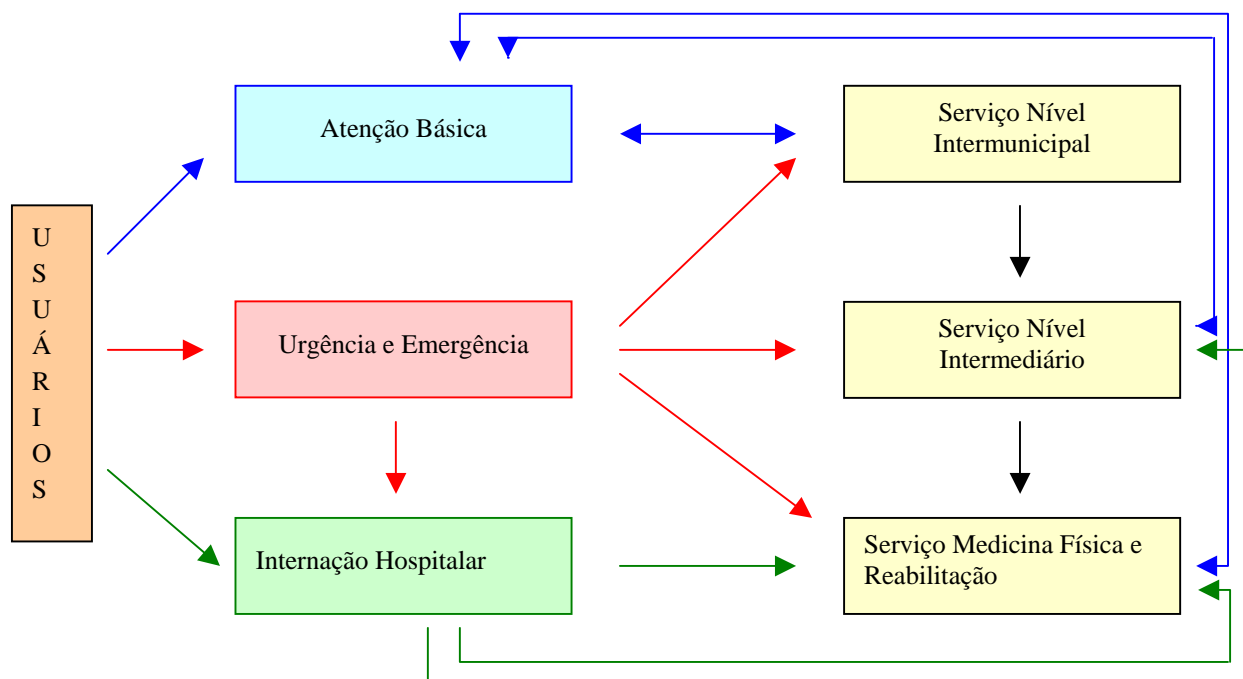 Atenção Básica
Serviço Nível
Intermunicipal
U
S
U
Á
R
I
O
S
Urgência e Emergência
Serviço Nível
Intermediário
Internação Hospitalar
Serviço Medicina Física e
Reabilitação